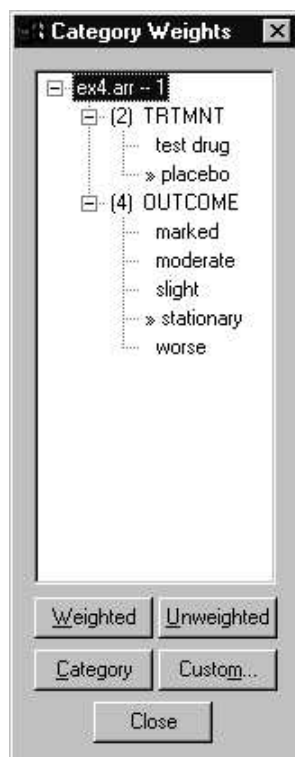 Category Weights
ex4.arr -- 1
(2) TRTMNT
test drug
» placebo
(4) OUTCOME
marked
moderate
slight
» stationary
worse
Weighted Unweighted
Category Custom...
Close